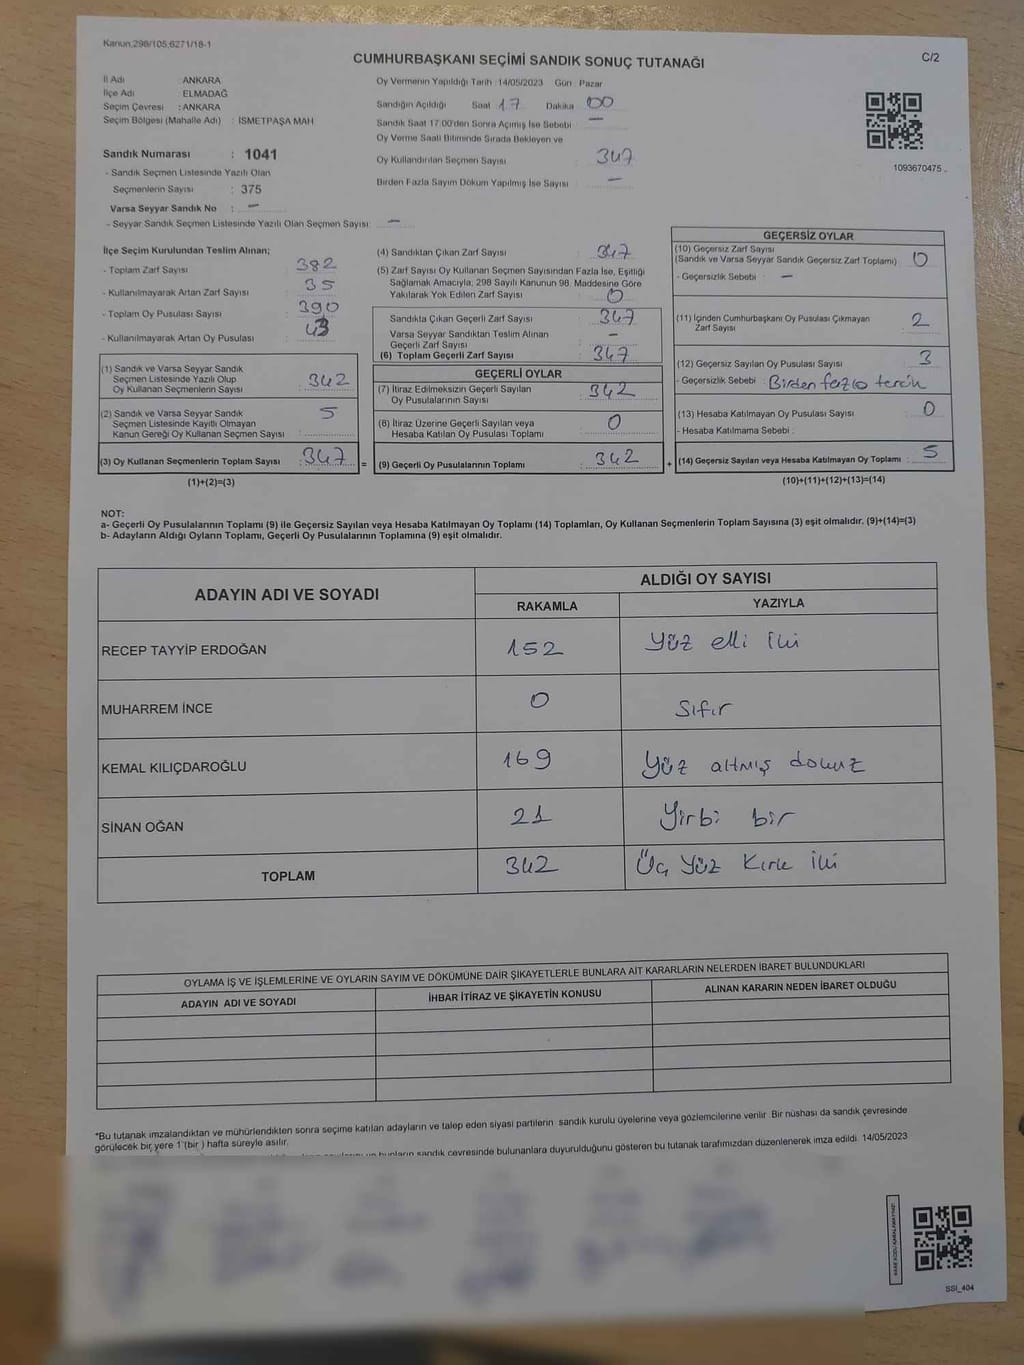 Kanun,298/105,6271/18-1
CUMHURBAŞKANI SEÇİMİ SANDIK SONUÇ TUTANAĞI
C/2
İl Adı : ANKARA
İlçe Adı : ELMADAĞ
Seçim Çevresi : ANKARA
Seçim Bölgesi (Mahalle Adı) : İSMETPAŞA MAH
Sandık Numarası : 1041
- Sandık Seçmen Listesinde Yazılı Olan
Seçmenlerin Sayısı : 375
Varsa Seyyar Sandık No : —
- Seyyar Sandık Seçmen Listesinde Yazılı Olan Seçmen Sayısı: —
Oy Vermenin Yapıldığı Tarih : 14/05/2023 Gün : Pazar
Sandığın Açıldığı Saat 17 Dakika 00
Sandık Saat 17:00'den Sonra Açımış İse Sebebi : —
Oy Verme Saati Bitiminde Sırada Bekleyen ve
Oy Kullandırılan Seçmen Sayısı : 347
Birden Fazla Sayım Döküm Yapılmış İse Sayısı : —
1093670475
İlçe Seçim Kurulundan Teslim Alınan;
- Toplam Zarf Sayısı : 382
- Kullanılmayarak Artan Zarf Sayısı : 35
- Toplam Oy Pusulası Sayısı : 390
- Kullanılmayarak Artan Oy Pusulası : 43
(1) Sandık ve Varsa Seyyar Sandık
Seçmen Listesinde Yazılı Olup
Oy Kullanan Seçmenlerin Sayısı : 342
(2) Sandık ve Varsa Seyyar Sandık
Seçmen Listesinde Kayıtlı Olmayan
Kanun Gereği Oy Kullanan Seçmen Sayısı : 5
(3) Oy Kullanan Seçmenlerin Toplam Sayısı : 347 =
(1)+(2)=(3)
(4) Sandıktan Çıkan Zarf Sayısı : 347
(5) Zarf Sayısı Oy Kullanan Seçmen Sayısından Fazla İse, Eşitliği
Sağlamak Amacıyla; 298 Sayılı Kanunun 98. Maddesine Göre
Yakılarak Yok Edilen Zarf Sayısı : 0
Sandıkta Çıkan Geçerli Zarf Sayısı : 347
Varsa Seyyar Sandıktan Teslim Alınan
Geçerli Zarf Sayısı : —
(6) Toplam Geçerli Zarf Sayısı : 347
GEÇERLİ OYLAR
(7) İtiraz Edilmeksizin Geçerli Sayılan
Oy Pusulalarının Sayısı : 342
(8) İtiraz Üzerine Geçerli Sayılan veya
Hesaba Katılan Oy Pusulası Toplamı : 0
(9) Geçerli Oy Pusulalarının Toplamı : 342 +
GEÇERSİZ OYLAR
(10) Geçersiz Zarf Sayısı
(Sandık ve Varsa Seyyar Sandık Geçersiz Zarf Toplamı) : 0
- Geçersizlik Sebebi : —
(11) İçinden Cumhurbaşkanı Oy Pusulası Çıkmayan
Zarf Sayısı : 2
(12) Geçersiz Sayılan Oy Pusulası Sayısı : 3
- Geçersizlik Sebebi : Birden fazla tercih
(13) Hesaba Katılmayan Oy Pusulası Sayısı : 0
- Hesaba Katılmama Sebebi :
(14) Geçersiz Sayılan veya Hesaba Katılmayan Oy Toplamı : 5
(10)+(11)+(12)+(13)=(14)
NOT:
a- Geçerli Oy Pusulalarının Toplamı (9) ile Geçersiz Sayılan veya Hesaba Katılmayan Oy Toplamı (14) Toplamları, Oy Kullanan Seçmenlerin Toplam Sayısına (3) eşit olmalıdır. (9)+(14)=(3)
b- Adayların Aldığı Oyların Toplamı, Geçerli Oy Pusulalarının Toplamına (9) eşit olmalıdır.
ADAYIN ADI VE SOYADI
ALDIĞI OY SAYISI
RAKAMLA YAZIYLA
RECEP TAYYİP ERDOĞAN 152 Yüz elli iki
MUHARREM İNCE 0 Sıfır
KEMAL KILIÇDAROĞLU 169 Yüz altmış dokuz
SİNAN OĞAN 21 Yirbi bir
TOPLAM 342 Üç Yüz Kırk iki
OYLAMA İŞ VE İŞLEMLERİNE VE OYLARIN SAYIM VE DÖKÜMÜNE DAİR ŞİKAYETLERLE BUNLARA AİT KARARLARIN NELERDEN İBARET BULUNDUKLARI
ADAYIN ADI VE SOYADI İHBAR İTİRAZ VE ŞİKAYETİN KONUSU ALINAN KARARIN NEDEN İBARET OLDUĞU
*Bu tutanak imzalandıktan ve mühürlendikten sonra seçime katılan adayların ve talep eden siyasi partilerin sandık kurulu üyelerine veya gözlemcilerine verilir. Bir nüshası da sandık çevresinde
görülecek bir yere 1 (bir ) hafta süreyle asılır.
bunların sandık çevresinde bulunanlara duyurulduğunu gösteren bu tutanak tarafımızdan düzenlenerek imza edildi. 14/05/2023
SSI_404